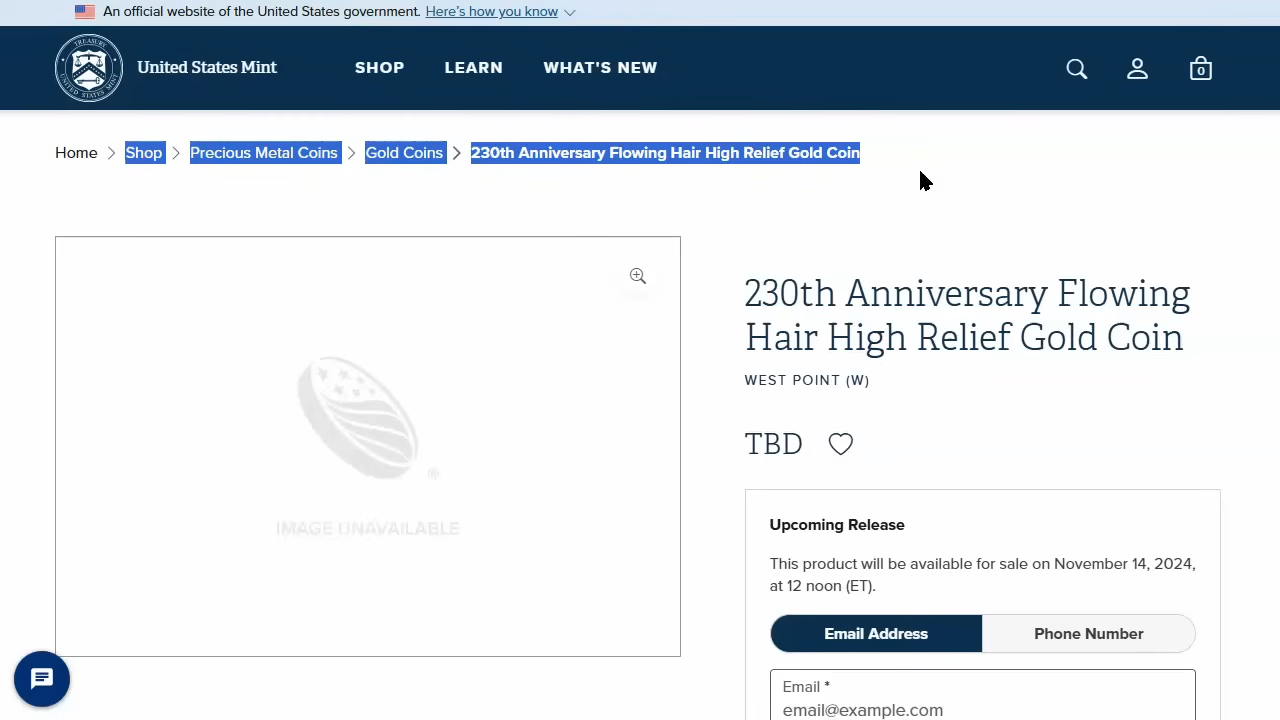 An official website of the United States government. Here's how you know
United States Mint
SHOP
LEARN
WHAT'S NEW
0
Home > Shop > Precious Metal Coins > Gold Coins > 230th Anniversary Flowing Hair High Relief Gold Coin
IMAGE UNAVAILABLE
230th Anniversary Flowing
Hair High Relief Gold Coin
WEST POINT (W)
TBD
Upcoming Release
This product will be available for sale on November 14, 2024,
at 12 noon (ET).
Email Address
Phone Number
Email *
email@example.com